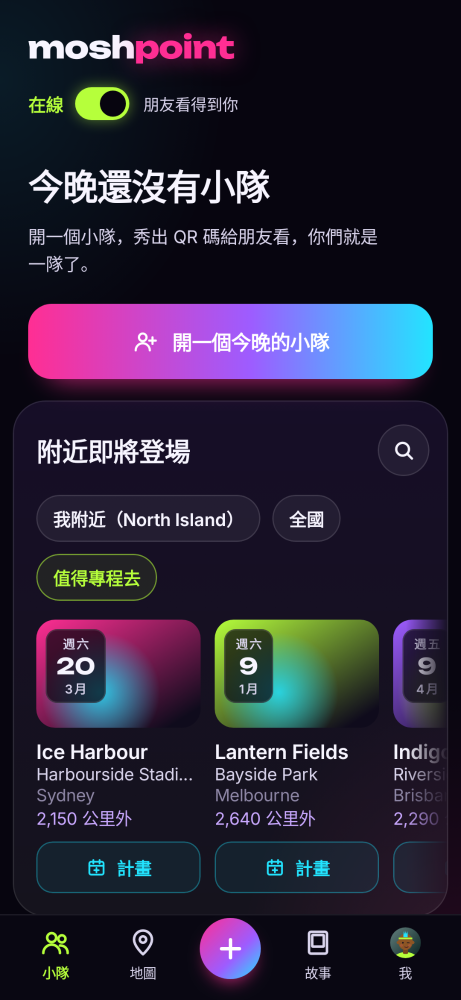 moshpoint
在線
朋友看得到你
今晚還沒有小隊
開一個小隊，秀出 QR 碼給朋友看，你們就是
一隊了。
開一個今晚的小隊
附近即將登場
我附近（North Island）
全國
值得專程去
週六
20
3月
週六
9
1月
週五
9
4月
Ice Harbour
Harbourside Stadi...
Sydney
2,150 公里外
計畫
Lantern Fields
Bayside Park
Melbourne
2,640 公里外
計畫
2,290
小隊
地圖
故事
我